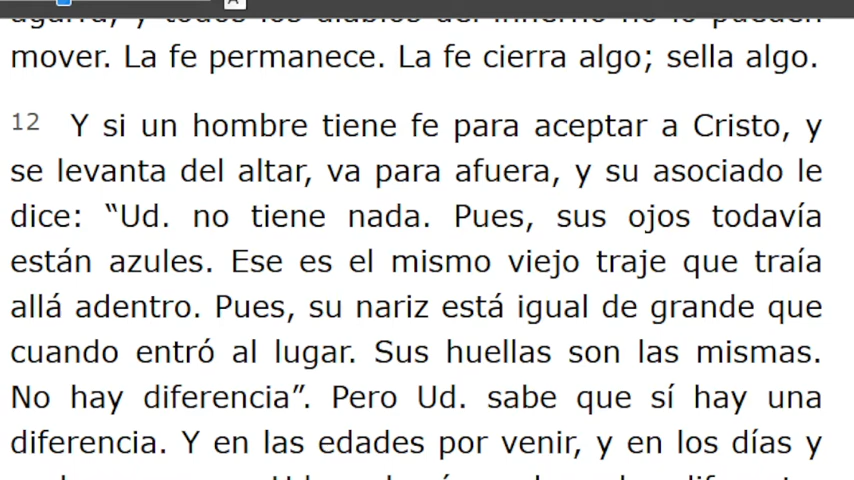 mover. La fe permanece. La fe cierra algo; sella algo.
12 Y si un hombre tiene fe para aceptar a Cristo, y
se levanta del altar, va para afuera, y su asociado le
dice: “Ud. no tiene nada. Pues, sus ojos todavía
están azules. Ese es el mismo viejo traje que traía
allá adentro. Pues, su nariz está igual de grande que
cuando entró al lugar. Sus huellas son las mismas.
No hay diferencia”. Pero Ud. sabe que sí hay una
diferencia. Y en las edades por venir, y en los días y